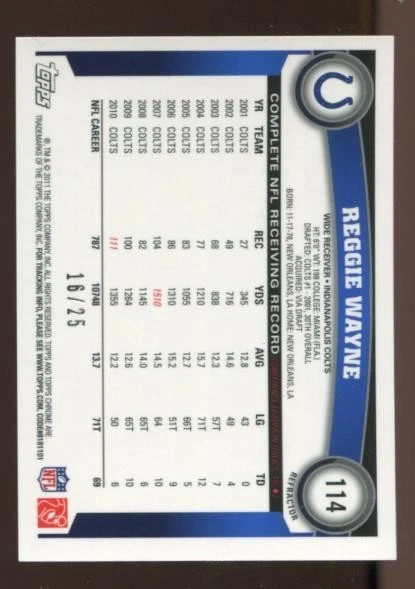 114
REFRACTOR
REGGIE WAYNE
WIDE RECEIVER • INDIANAPOLIS COLTS
HT: 6'0" WT: 198 COLLEGE: MIAMI (FLA.)
DRAFTED: COLTS #1 - 2001, 30TH OVERALL
ACQUIRED: VIA DRAFT
BORN: 11-17-78, NEW ORLEANS, LA HOME: NEW ORLEANS, LA
COMPLETE NFL RECEIVING RECORD
YR TEAM REC YDS AVG LG TD
2001 COLTS 27 345 12.8 43 0
2002 COLTS 49 716 14.6 49 4
2003 COLTS 68 838 12.3 57T 7
2004 COLTS 77 1210 15.7 71T 12
2005 COLTS 83 1055 12.7 66T 5
2006 COLTS 86 1310 15.2 51T 9
2007 COLTS 104 1510 14.5 64 10
2008 COLTS 82 1145 14.0 65T 6
2009 COLTS 100 1264 12.6 65T 10
2010 COLTS 111 1355 12.2 50 6
NFL CAREER 787 10748 13.7 71T 69
16/25
topps
®, TM & © 2011 THE TOPPS COMPANY, INC. ALL RIGHTS RESERVED. TOPPS AND TOPPS CHROME ARE
TRADEMARKS OF THE TOPPS COMPANY, INC. FOR TRACKING INFO, PLEASE SEE WWW.TOPPS.COM. CODE#
NFL